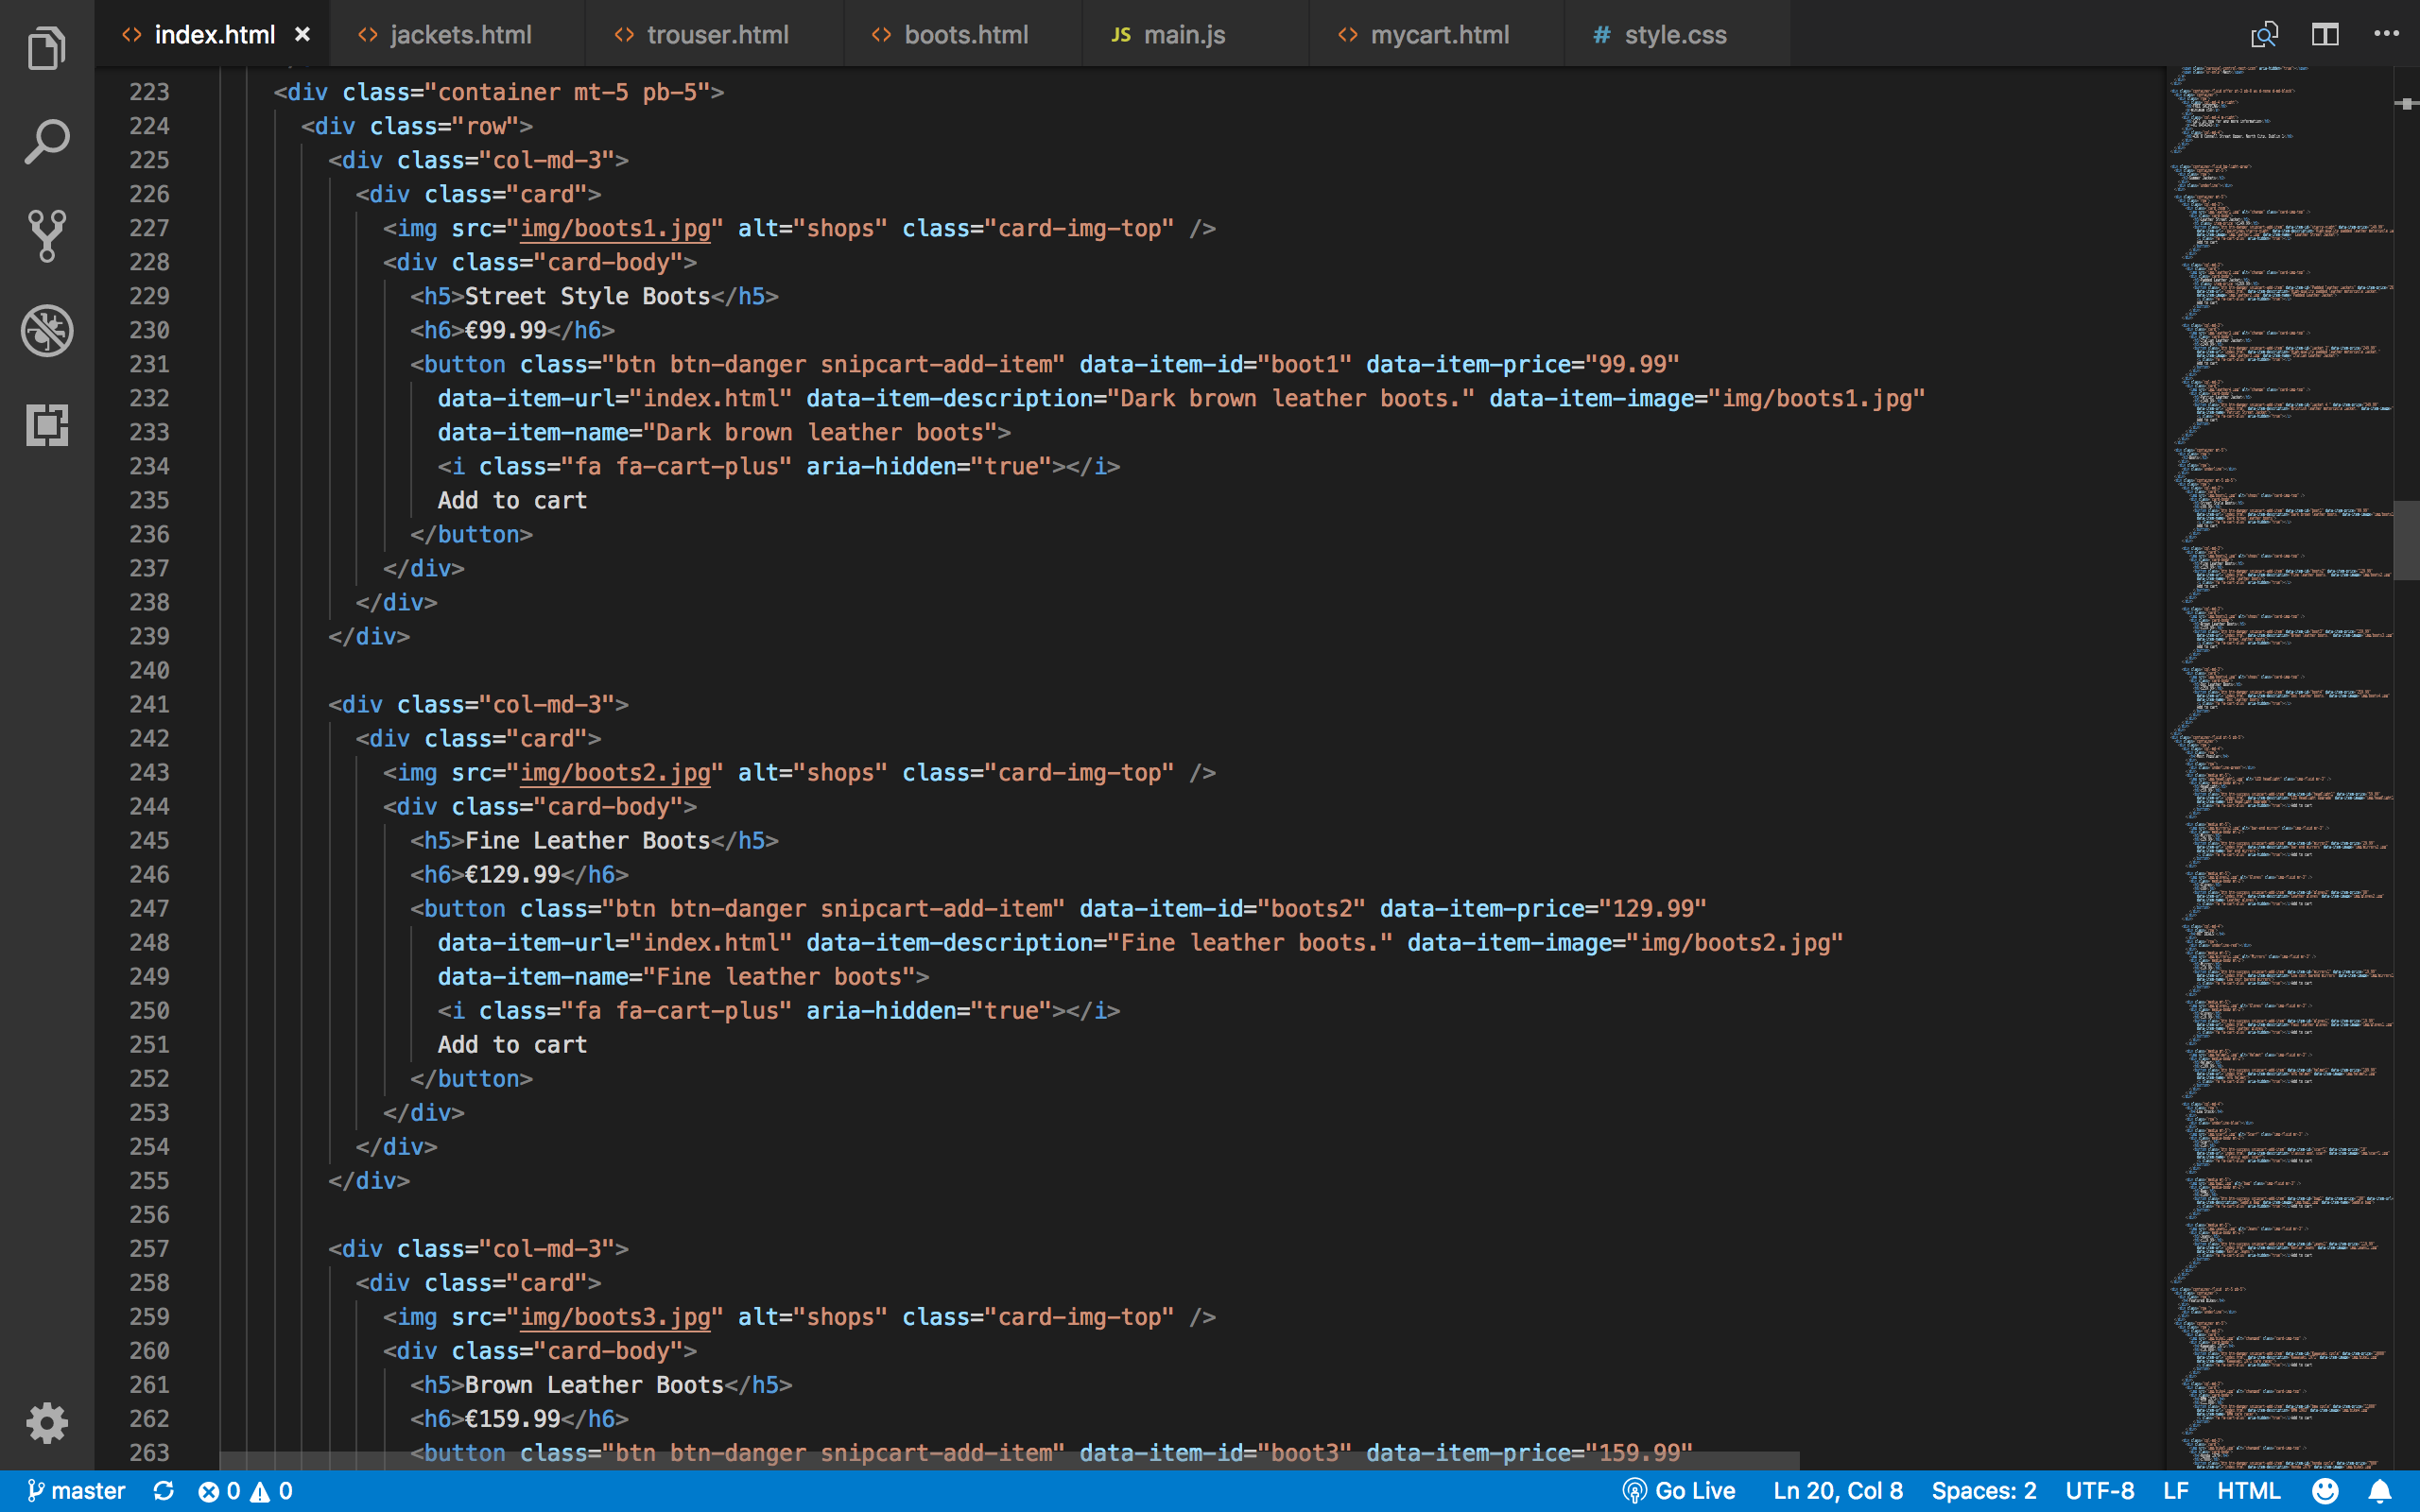 index.html × jackets.html trouser.html boots.html JS main.js mycart.html # style.css
223 <div class="container mt-5 pb-5">
224 <div class="row">
225 <div class="col-md-3">
226 <div class="card">
227 <img src="img/boots1.jpg" alt="shops" class="card-img-top" />
228 <div class="card-body">
229 <h5>Street Style Boots</h5>
230 <h6>€99.99</h6>
231 <button class="btn btn-danger snipcart-add-item" data-item-id="boot1" data-item-price="99.99"
232 data-item-url="index.html" data-item-description="Dark brown leather boots." data-item-image="img/boots1.jpg"
233 data-item-name="Dark brown leather boots">
234 <i class="fa fa-cart-plus" aria-hidden="true"></i>
235 Add to cart
236 </button>
237 </div>
238 </div>
239 </div>
240
241 <div class="col-md-3">
242 <div class="card">
243 <img src="img/boots2.jpg" alt="shops" class="card-img-top" />
244 <div class="card-body">
245 <h5>Fine Leather Boots</h5>
246 <h6>€129.99</h6>
247 <button class="btn btn-danger snipcart-add-item" data-item-id="boots2" data-item-price="129.99"
248 data-item-url="index.html" data-item-description="Fine leather boots." data-item-image="img/boots2.jpg"
249 data-item-name="Fine leather boots">
250 <i class="fa fa-cart-plus" aria-hidden="true"></i>
251 Add to cart
252 </button>
253 </div>
254 </div>
255 </div>
256
257 <div class="col-md-3">
258 <div class="card">
259 <img src="img/boots3.jpg" alt="shops" class="card-img-top" />
260 <div class="card-body">
261 <h5>Brown Leather Boots</h5>
262 <h6>€159.99</h6>
263 <button class="btn btn-danger snipcart-add-item" data-item-id="boot3" data-item-price="159.99"
master 0 0 Go Live Ln 20, Col 8 Spaces: 2 UTF-8 LF HTML